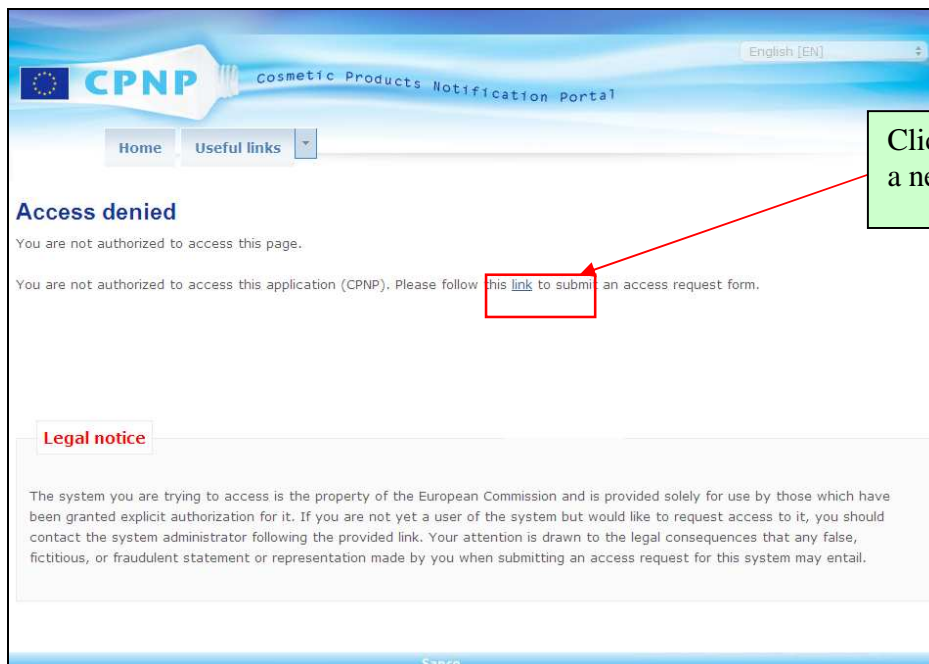 English [EN]
CPNP
Cosmetic Products Notification Portal
Home
Useful links
Access denied
You are not authorized to access this page.
You are not authorized to access this application (CPNP). Please follow this link to submit an access request form.
Legal notice
The system you are trying to access is the property of the European Commission and is provided solely for use by those which have
been granted explicit authorization for it. If you are not yet a user of the system but would like to request access to it, you should
contact the system administrator following the provided link. Your attention is drawn to the legal consequences that any false,
fictitious, or fraudulent statement or representation made by you when submitting an access request for this system may entail.
a